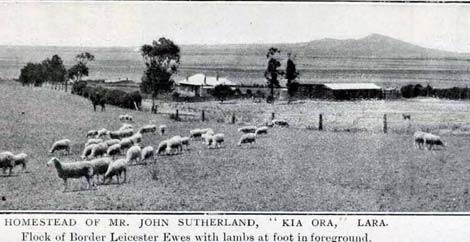 HOMESTEAD OF MR. JOHN SUTHERLAND, "KIA ORA," LARA.
Flock of Border Leicester Ewes with lambs at foot in foreground.